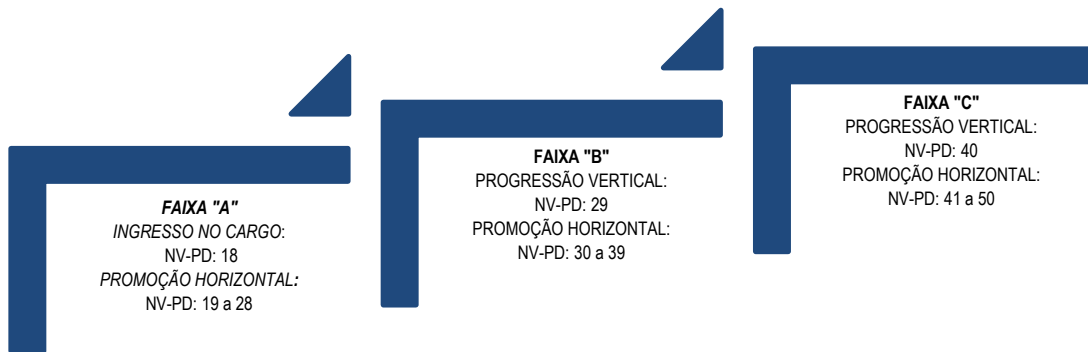 FAIXA "A"
INGRESSO NO CARGO:
NV-PD: 18
PROMOÇÃO HORIZONTAL:
NV-PD: 19 a 28
FAIXA "B"
PROGRESSÃO VERTICAL:
NV-PD: 29
PROMOÇÃO HORIZONTAL:
NV-PD: 30 a 39
FAIXA "C"
PROGRESSÃO VERTICAL:
NV-PD: 40
PROMOÇÃO HORIZONTAL:
NV-PD: 41 a 50